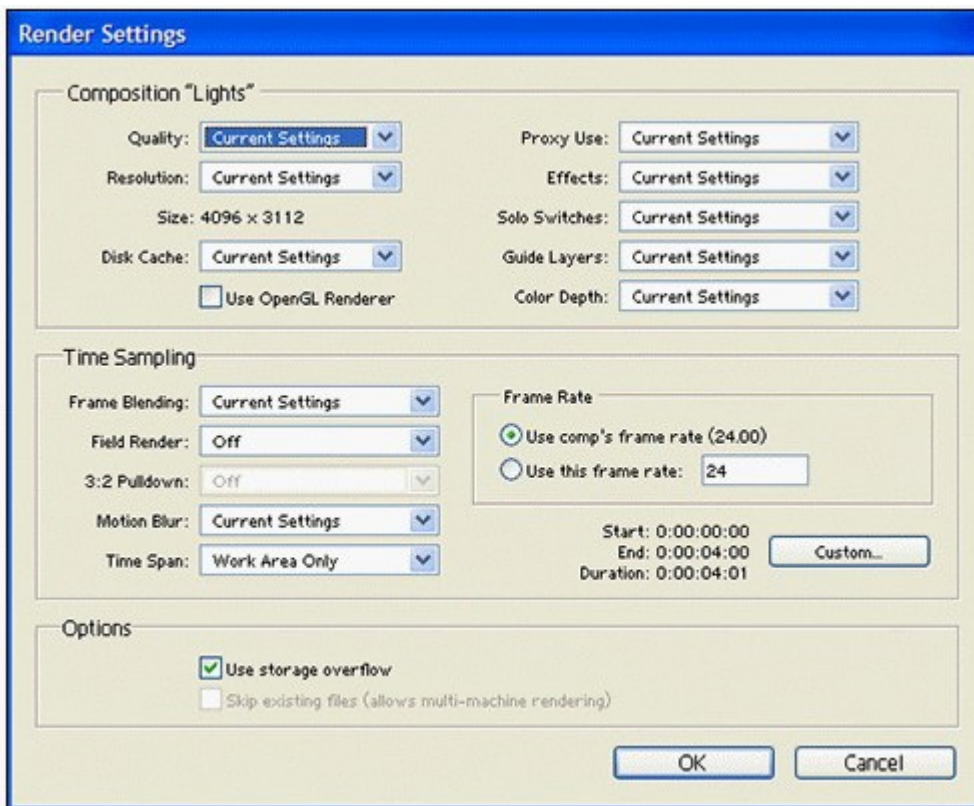 Render Settings
Composition "Lights"
Quality: Current Settings
Resolution: Current Settings
Size: 4096 x 3112
Disk Cache: Current Settings
Use OpenGL Renderer
Proxy Use: Current Settings
Effects: Current Settings
Solo Switches: Current Settings
Guide Layers: Current Settings
Color Depth: Current Settings
Time Sampling
Frame Blending: Current Settings
Field Render: Off
3:2 Pulldown: Off
Motion Blur: Current Settings
Time Span: Work Area Only
Frame Rate
Use comp's frame rate (24.00)
Use this frame rate: 24
Start: 0:00:00:00
End: 0:00:04:00
Duration: 0:00:04:01
Custom...
Options
Use storage overflow
Skip existing files (allows multi-machine rendering)
OK
Cancel